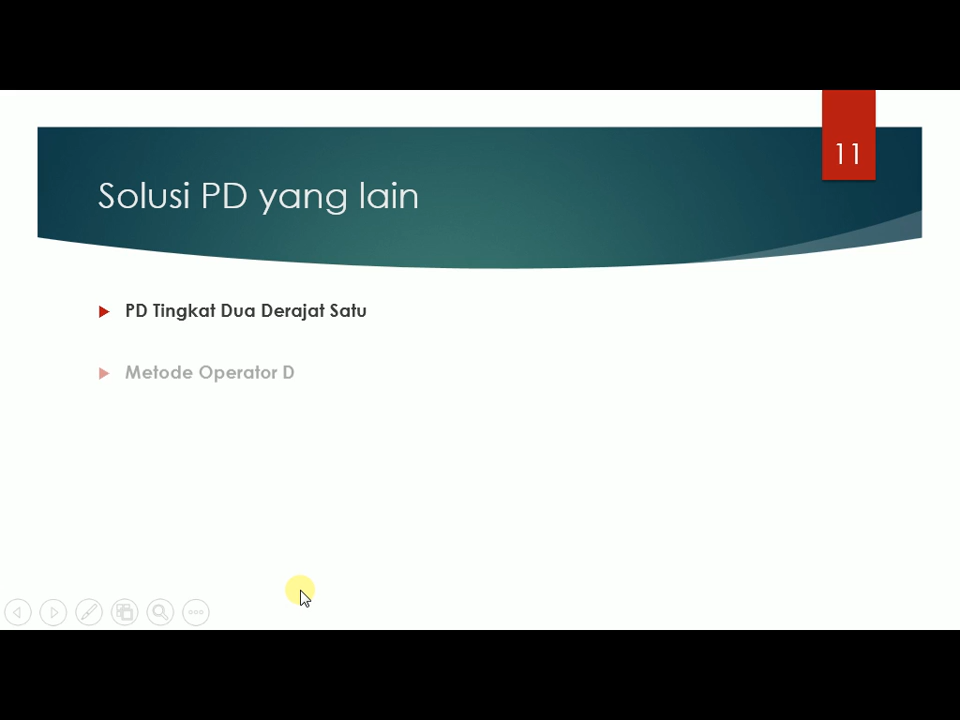 11
Solusi PD yang lain
PD Tingkat Dua Derajat Satu
Metode Operator D